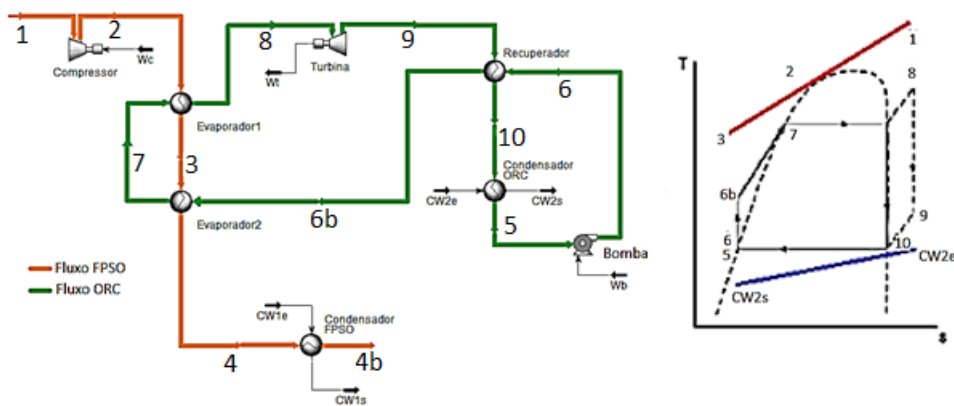 1
2
Compressor
Wc
8
Turbina
Wt
9
Recuperador
6
Evaporador1
7
3
Evaporador2
6b
10
Condensador
ORC
CW2e
CW2s
5
Bomba
Wb
Fluxo FPSO
Fluxo ORC
CW1e
Condensador
FPSO
4
4b
CW1s
T
1
2
8
3
7
6b
9
6
5
10
CW2e
CW2s
s